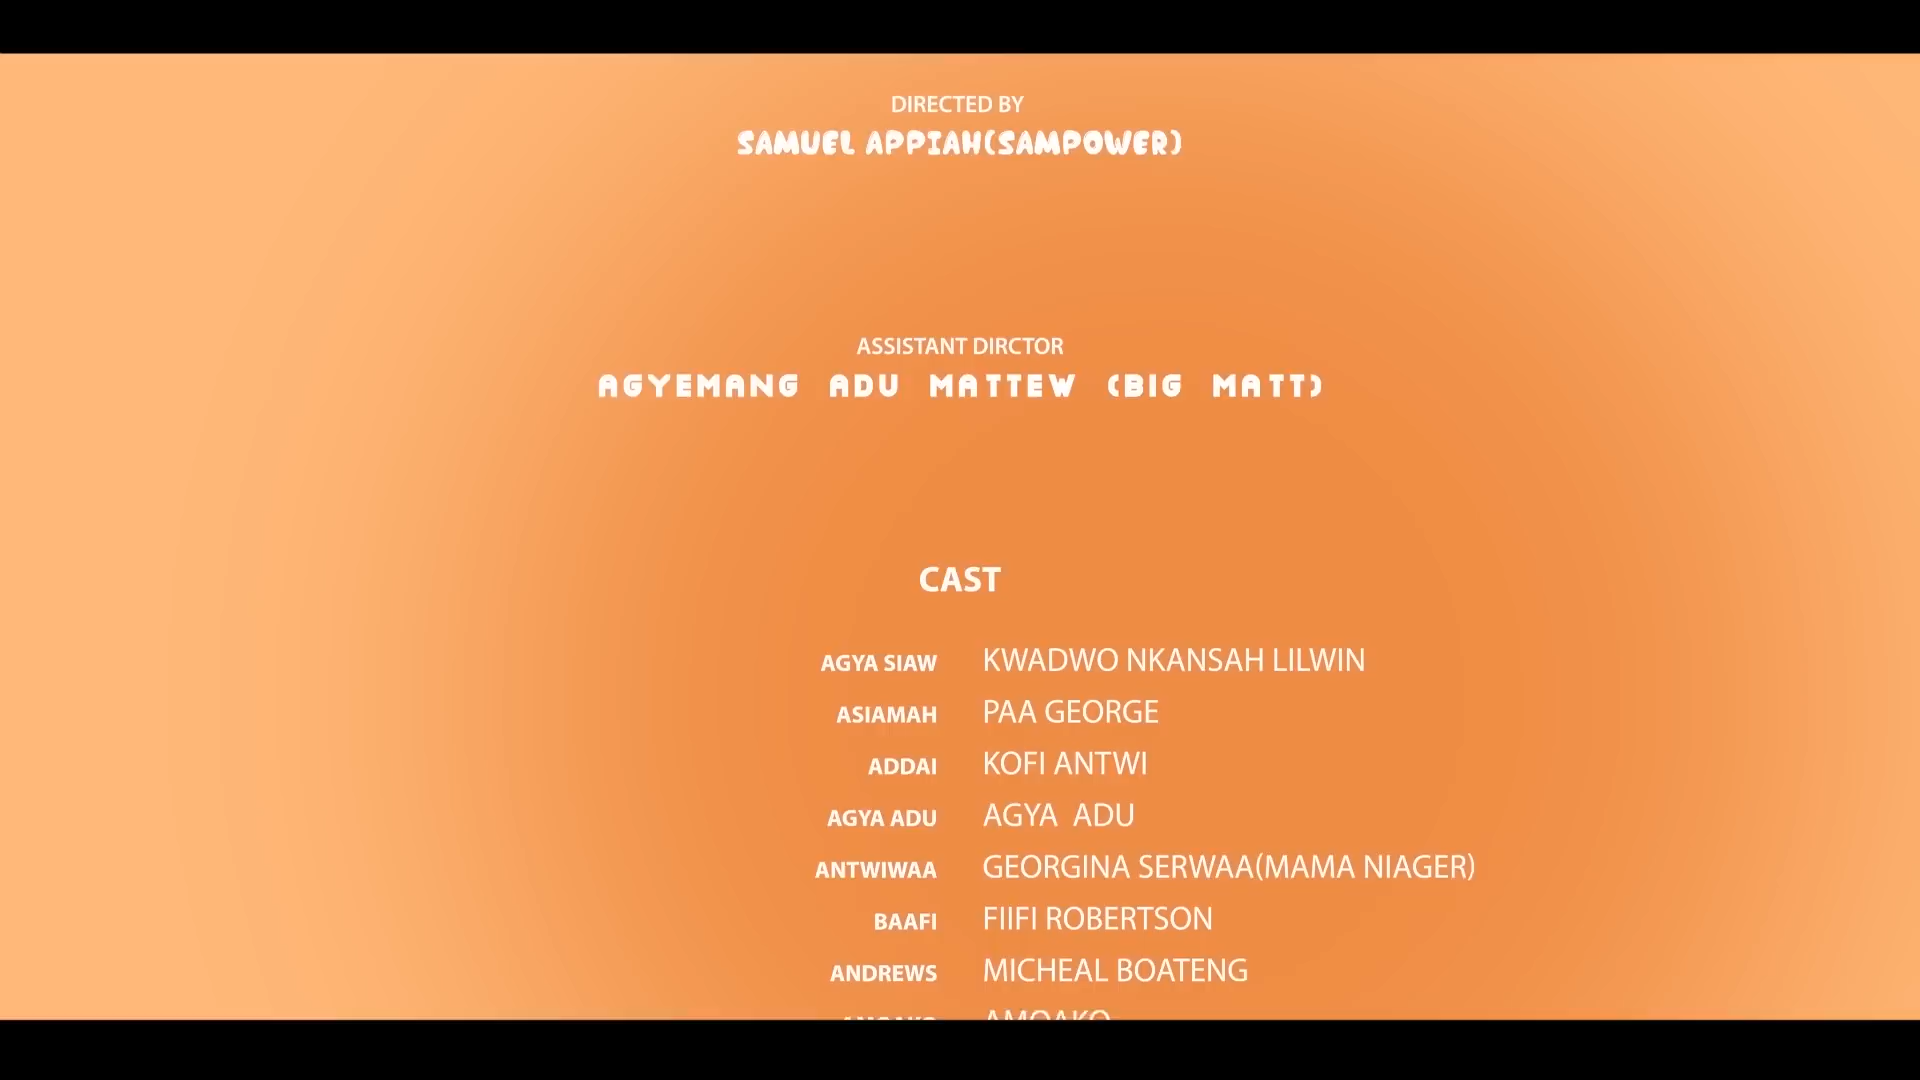 DIRECTED BY
SAMUEL APPIAH(SAMPOWER)
ASSISTANT DIRCTOR
AGYEMANG ADU MATTEW (BIG MATT)
CAST
AGYA SIAW KWADWO NKANSAH LILWIN
ASIAMAH PAA GEORGE
ADDAI KOFI ANTWI
AGYA ADU AGYA ADU
ANTWIWAA GEORGINA SERWAA(MAMA NIAGER)
BAAFI FIIFI ROBERTSON
ANDREWS MICHEAL BOATENG
AMOAKO AMOAKO